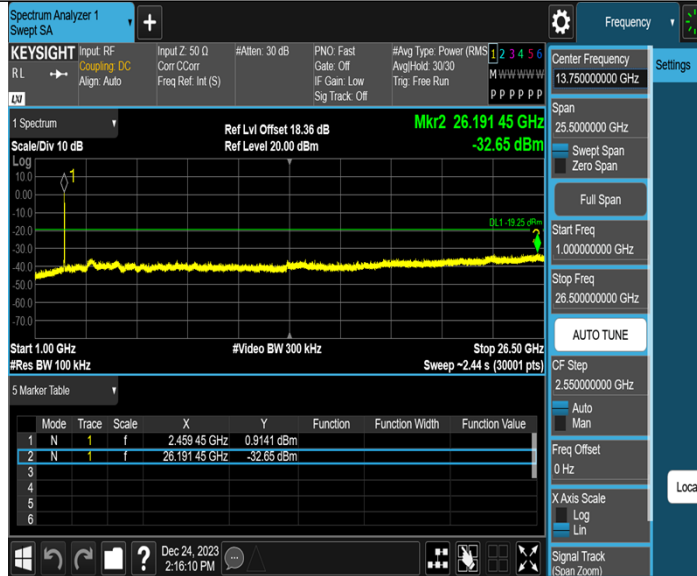 Spectrum Analyzer 1
Swept SA
+
Frequency
KEYSIGHT
RL
LXI
Input: RF
Coupling: DC
Align: Auto
Input Z: 50 Ω
Corr CCorr
Freq Ref: Int (S)
#Atten: 30 dB
PNO: Fast
Gate: Off
IF Gain: Low
Sig Track: Off
#Avg Type: Power (RMS
Avg|Hold: 30/30
Trig: Free Run
1 2 3 4 5 6
M W W W W W
P P P P P P
1 Spectrum
Scale/Div 10 dB
Ref Lvl Offset 18.36 dB
Ref Level 20.00 dBm
Mkr2 26.191 45 GHz
-32.65 dBm
Log
10.0
0.00
-10.0
-20.0
-30.0
-40.0
-50.0
-60.0
-70.0
1
DL1 -19.25 dBm
2
Start 1.00 GHz
#Res BW 100 kHz
#Video BW 300 kHz
Stop 26.50 GHz
Sweep ~2.44 s (30001 pts)
5 Marker Table
Mode Trace Scale X Y Function Function Width Function Value
1 N 1 f 2.459 45 GHz 0.9141 dBm
2 N 1 f 26.191 45 GHz -32.65 dBm
3
4
5
6
?
Dec 24, 2023
2:16:10 PM
Center Frequency
13.750000000 GHz
Span
25.5000000 GHz
Swept Span
Zero Span
Full Span
Start Freq
1.000000000 GHz
Stop Freq
26.500000000 GHz
AUTO TUNE
CF Step
2.550000000 GHz
Auto
Man
Freq Offset
0 Hz
X Axis Scale
Log
Lin
Signal Track
(Span Zoom)
Settings
Loca